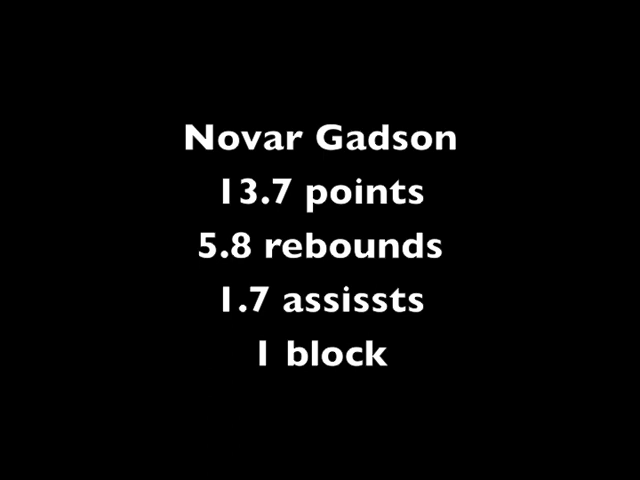 Novar Gadson
13.7 points
5.8 rebounds
1.7 assissts
1 block